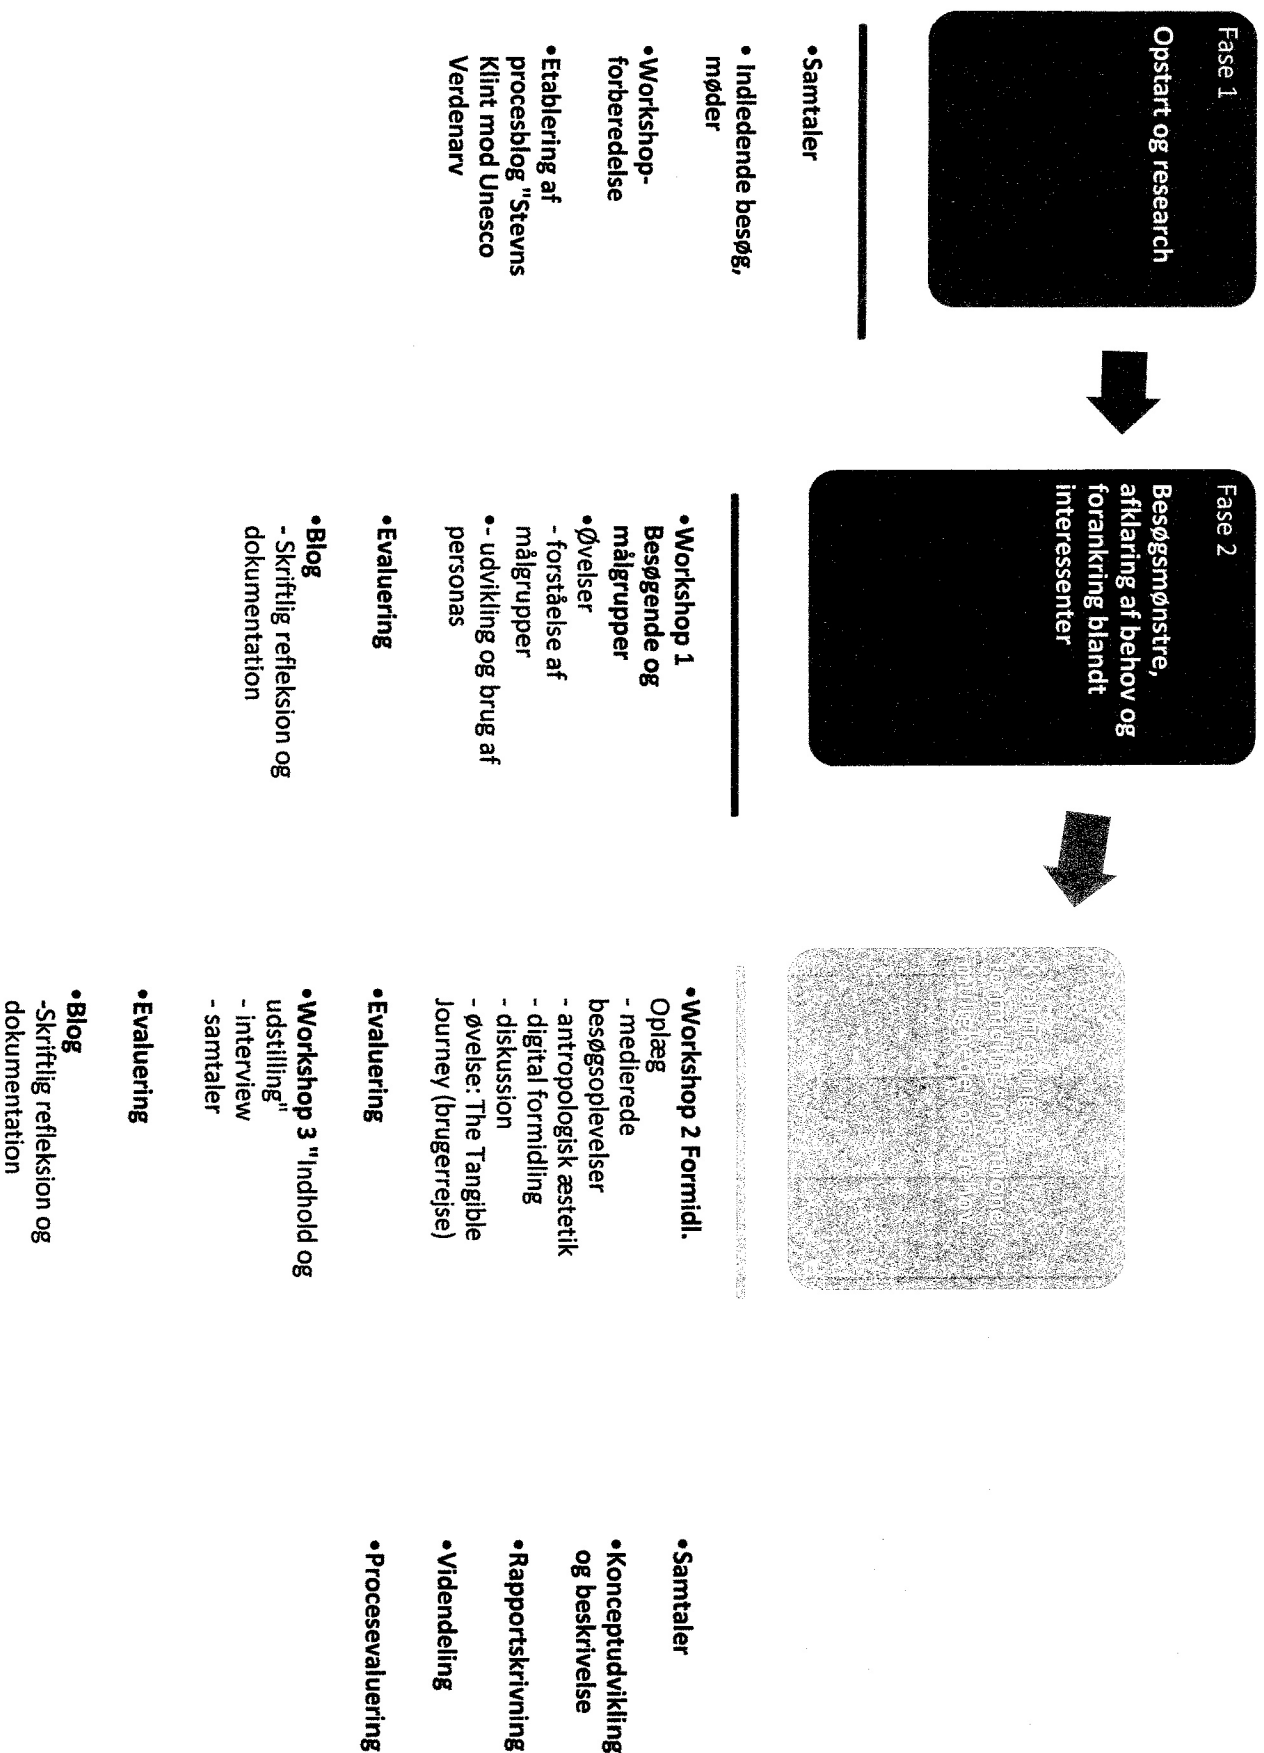 Fase 1
Opstart og research
•Samtaler
• Indledende besøg,
møder
•Workshop-
forberedelse
•Etablering af
procesblog "Stevns
Klint mod Unesco
Verdenarv
Fase 2
Besøgsmønstre,
afklaring af behov og
forankring blandt
interessenter
•Workshop 1
Besøgende og
målgrupper
•Øvelser
- forståelse af
målgrupper
•- udvikling og brug af
personas
•Evaluering
•Blog
- Skriftlig refleksion og
dokumentation
•Workshop 2 Formidl.
Oplæg
- medierede
besøgsoplevelser
- antropologisk æstetik
- digital formidling
- diskussion
- øvelse: The Tangible
Journey (brugerrejse)
•Evaluering
•Workshop 3 "Indhold og
udstilling"
- interview
- samtaler
•Evaluering
•Blog
-Skriftlig refleksion og
dokumentation
•Samtaler
•Konceptudvikling
og beskrivelse
•Rapportskrivning
•Videndeling
•Procesevaluering